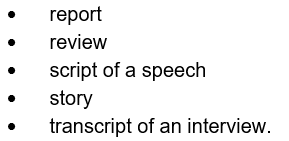 • report
• review
• script of a speech
• story
• transcript of an interview.